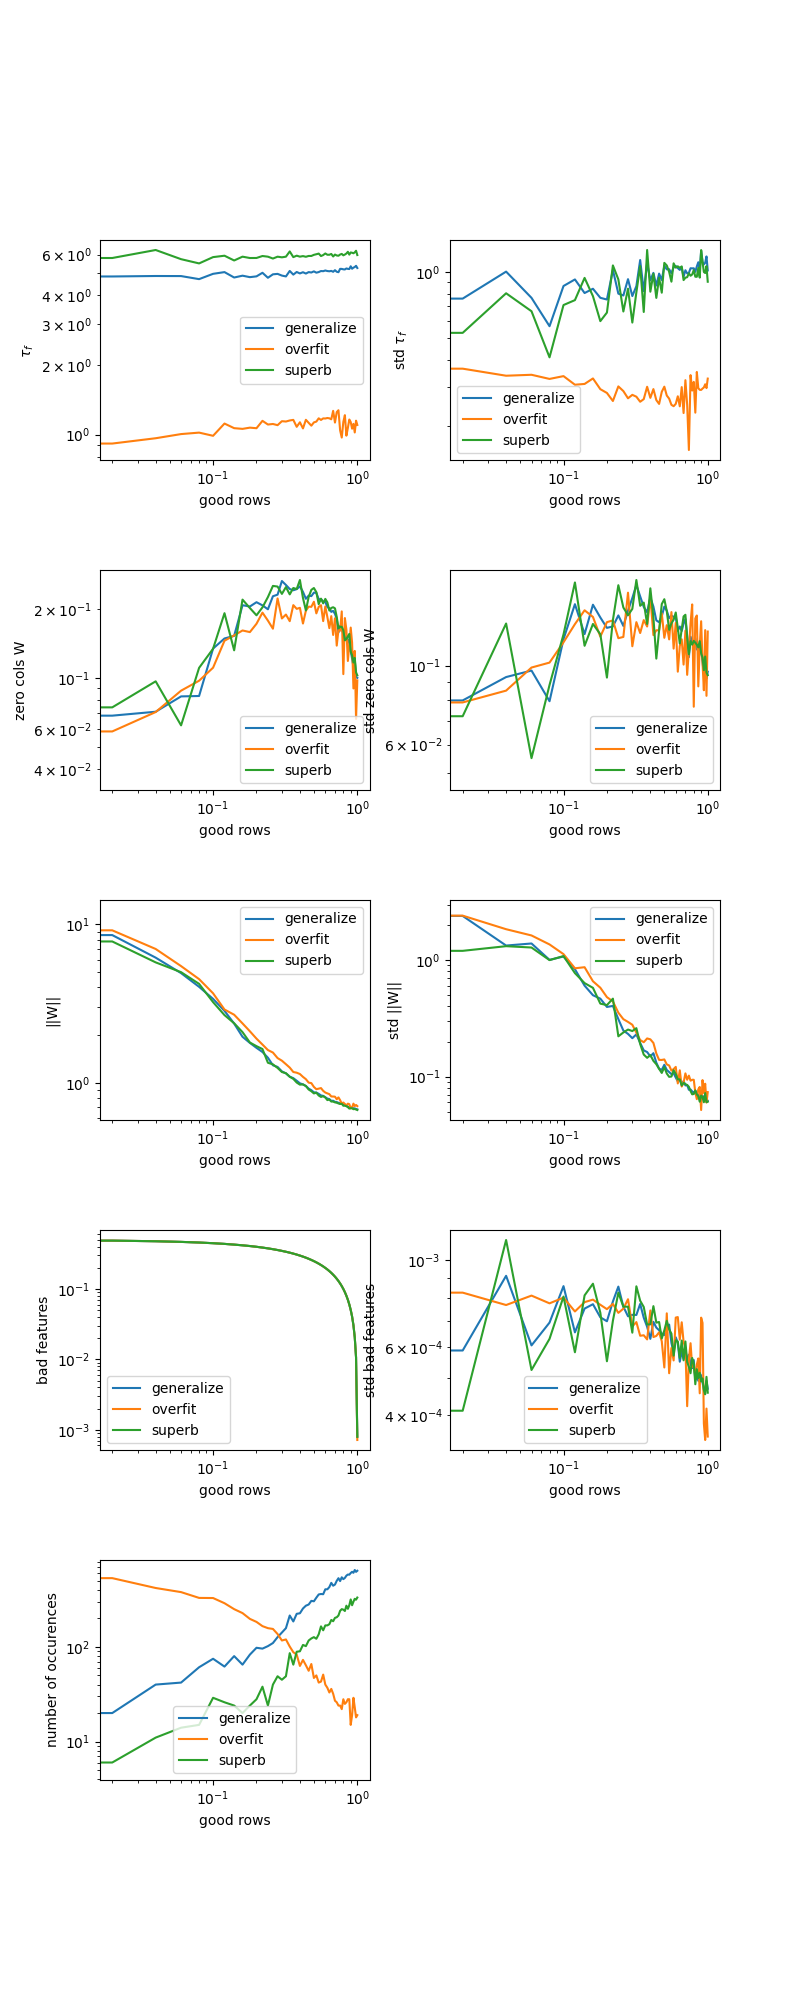 6 × 10⁰
4 × 10⁰
3 × 10⁰
2 × 10⁰
10⁰
τ_f
generalize
overfit
superb
10⁻¹
10⁰
good rows
10⁰
std τ_f
generalize
overfit
superb
10⁻¹
10⁰
good rows
2 × 10⁻¹
10⁻¹
6 × 10⁻²
4 × 10⁻²
zero cols W
generalize
overfit
superb
10⁻¹
10⁰
good rows
10⁻¹
6 × 10⁻²
std zero cols W
generalize
overfit
superb
10⁻¹
10⁰
good rows
10¹
10⁰
||W||
generalize
overfit
superb
10⁻¹
10⁰
good rows
10⁰
10⁻¹
std ||W||
generalize
overfit
superb
10⁻¹
10⁰
good rows
10⁻¹
10⁻²
10⁻³
bad features
generalize
overfit
superb
10⁻¹
10⁰
good rows
10⁻³
6 × 10⁻⁴
4 × 10⁻⁴
std bad features
generalize
overfit
superb
10⁻¹
10⁰
good rows
10²
10¹
number of occurences
generalize
overfit
superb
10⁻¹
10⁰
good rows